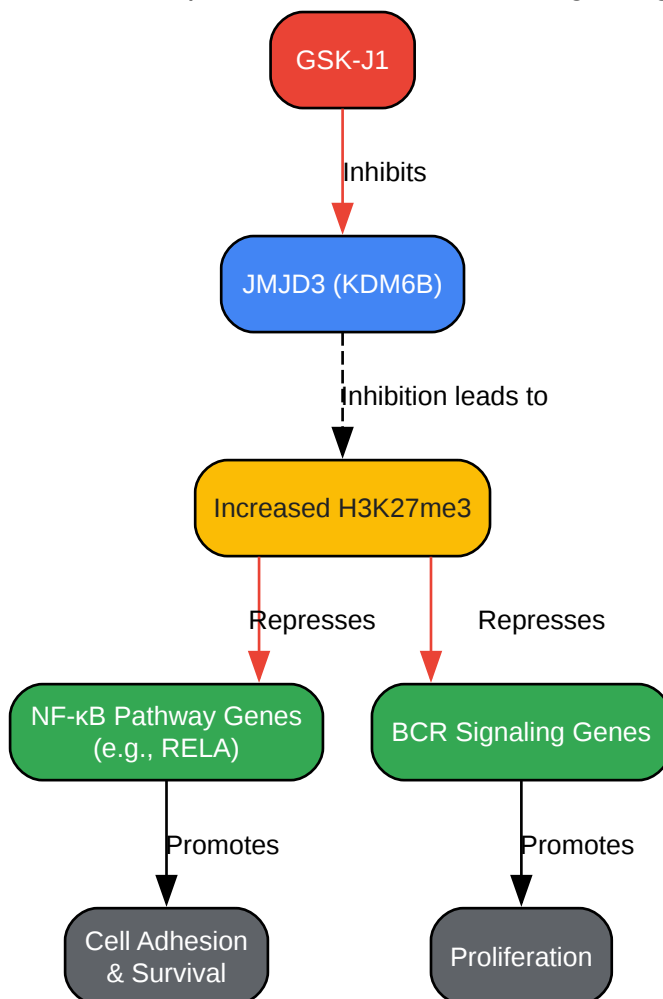 GSK-J1
Inhibits
JMJD3 (KDM6B)
Inhibition leads to
Increased H3K27me3
Represses
Represses
NF-κB Pathway Genes
(e.g., RELA)
BCR Signaling Genes
Promotes
Promotes
Cell Adhesion
& Survival
Proliferation